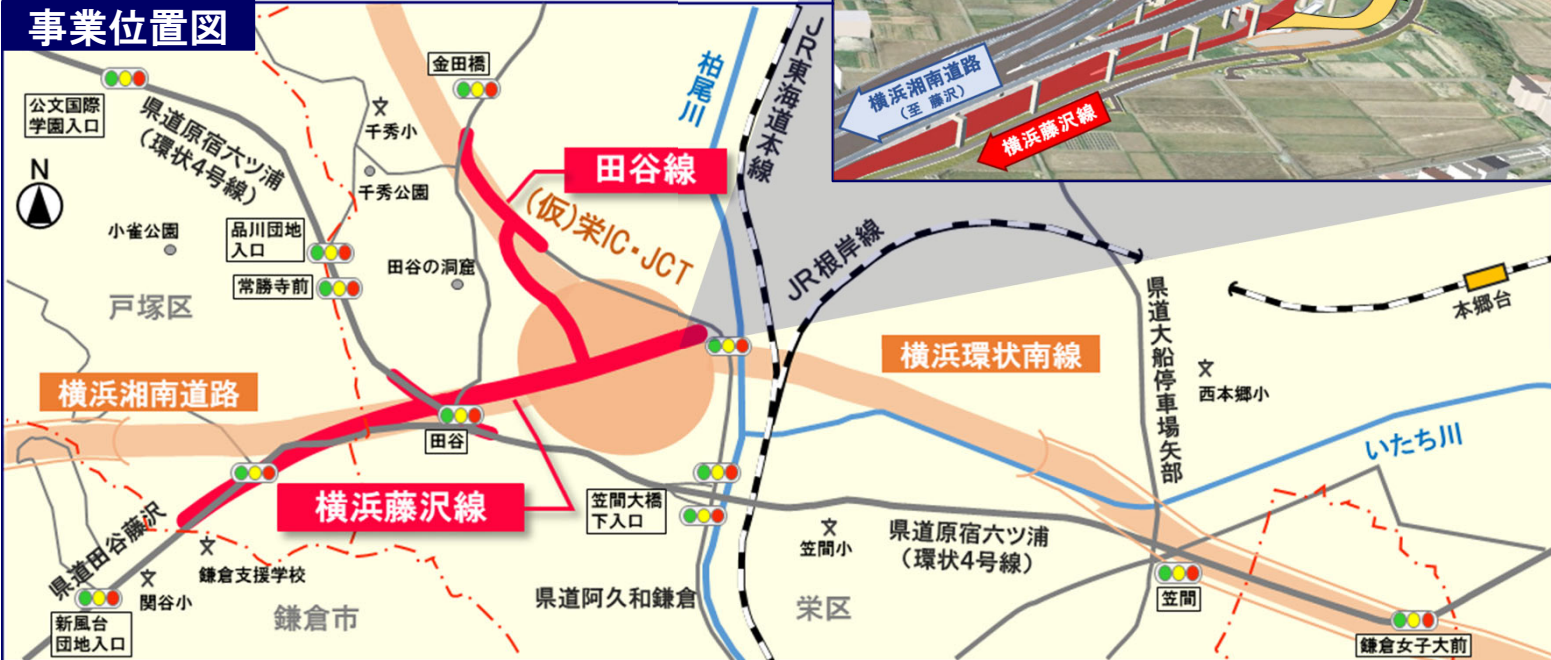 事業位置図
横浜湘南道路
(至 藤沢)
横浜藤沢線
公文国際
学園入口
県道原宿六ツ浦
(環状4号線)
千秀小
金田橋
柏尾川
JR東海道本線
N
千秀公園
田谷線
(仮)栄IC・JCT
小雀公園
品川団地
入口
常勝寺前
田谷の洞窟
戸塚区
JR根岸線
県道大船停車場矢部
本郷台
横浜湘南道路
田谷
横浜環状南線
西本郷小
いたち川
横浜藤沢線
笠間大橋
下入口
県道田谷藤沢
鎌倉支援学校
関谷小
新風台
団地入口
鎌倉市
県道阿久和鎌倉
栄区
笠間小
県道原宿六ツ浦
(環状4号線)
笠間
鎌倉女子大前